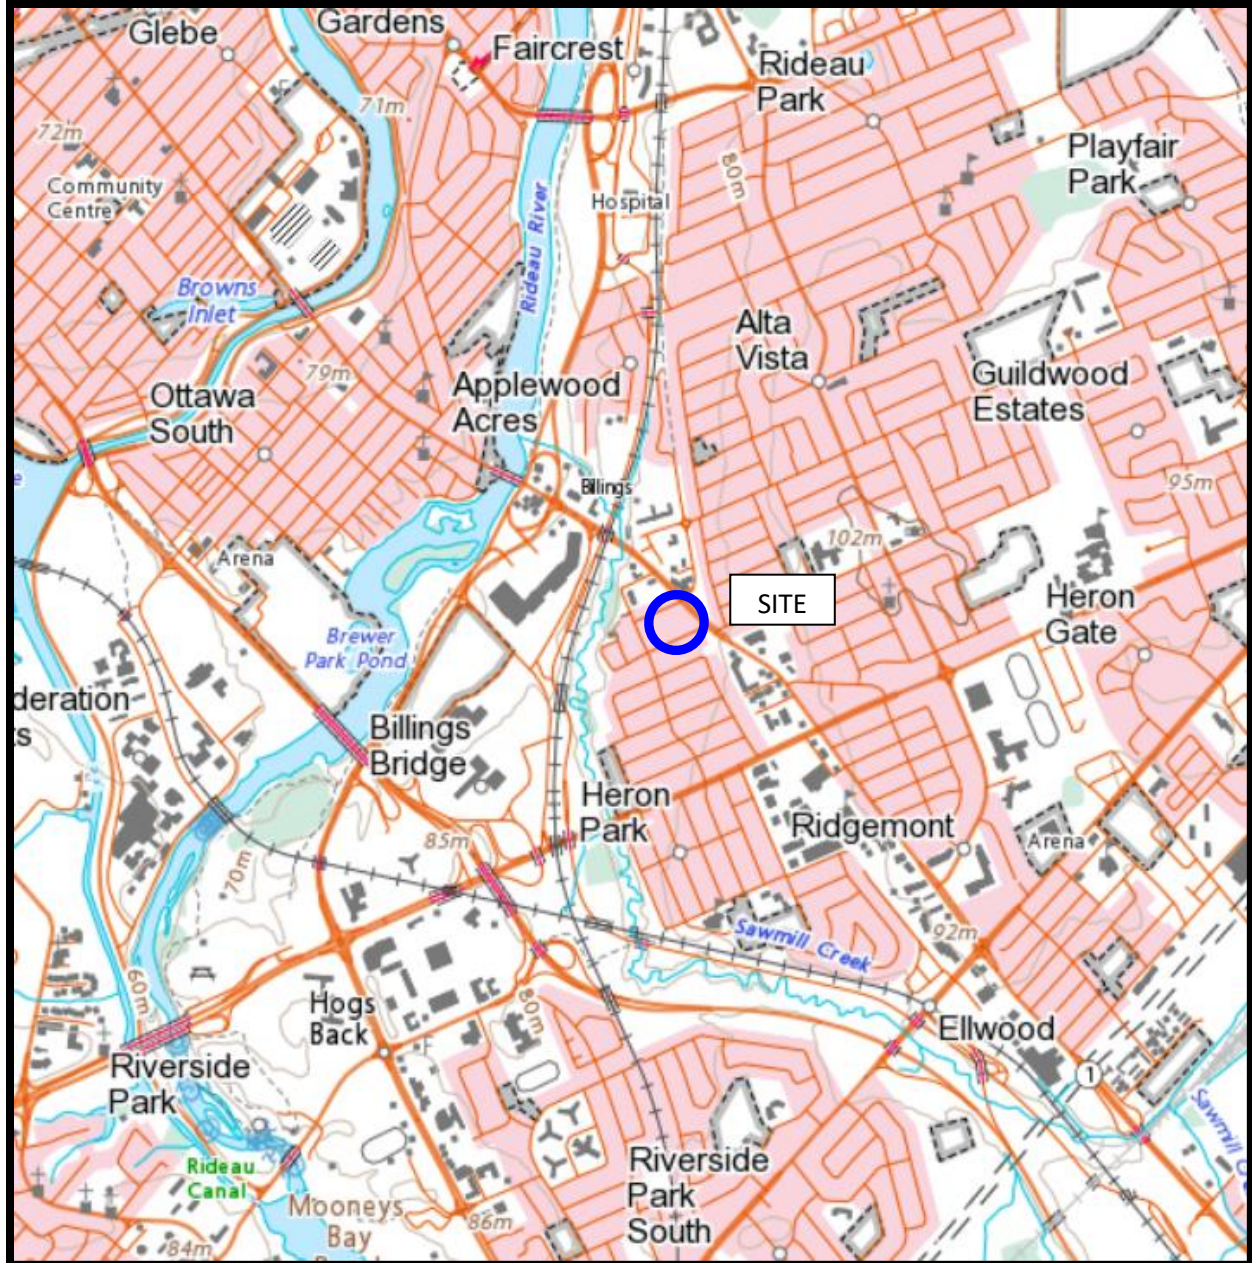 Glebe
Gardens
Faircrest
Rideau
Park
71m
72m
Community
Centre
80m
Playfair
Park
Hospital
Rideau River
Browns
Inlet
79m
Alta
Vista
Applewood
Acres
Guildwood
Estates
Ottawa
South
e
Billings
95m
Arena
102m
SITE
Heron
Gate
Brewer
Park Pond
deration
ts
Billings
Bridge
Heron
Park
Ridgemont
Arena
85m
70m
Sawmill Creek
92m
60m
Hogs
Back
80m
Ellwood
1
Riverside
Park
Sawmill
Rideau
Canal
Mooneys
Bay
Riverside
Park
South
86m
84m